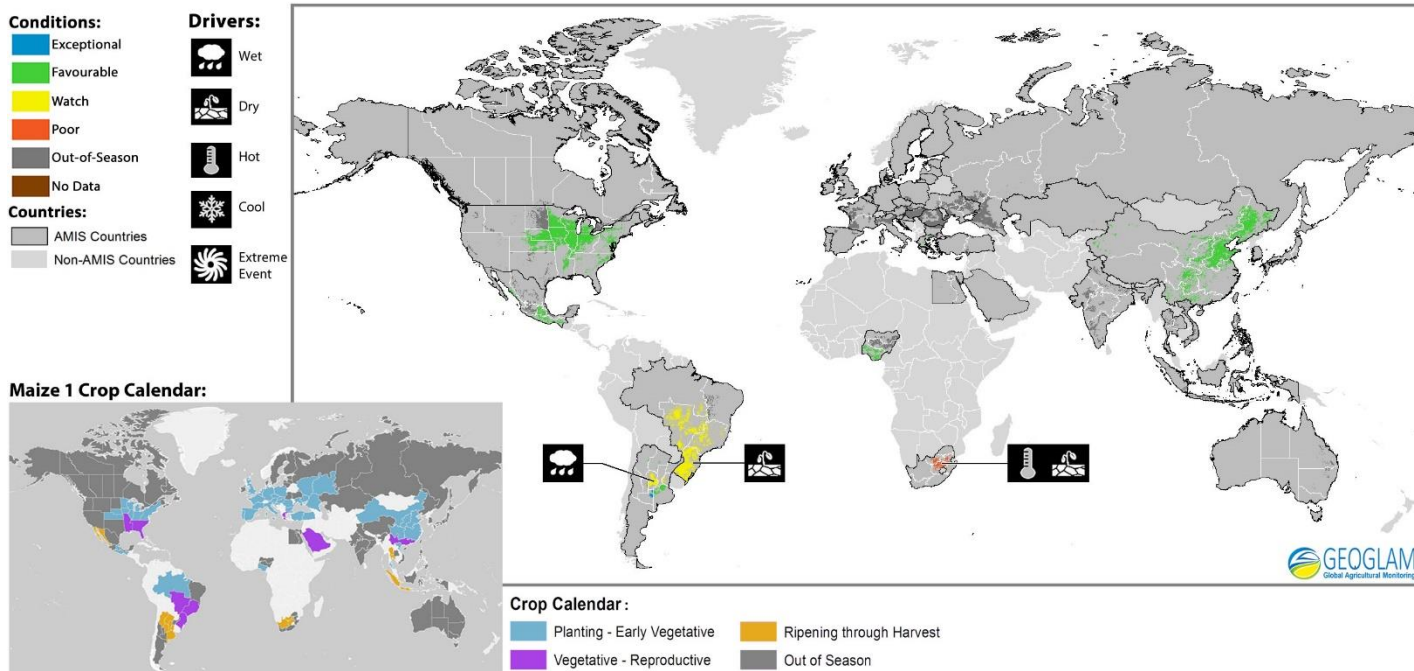 Conditions:
Exceptional
Favourable
Watch
Poor
Out-of-Season
No Data
Countries:
AMIS Countries
Non-AMIS Countries
Drivers:
Wet
Dry
Hot
Cool
Extreme
Event
Maize 1 Crop Calendar:
GEOGLAM
Global Agricultural Monitoring
Crop Calendar :
Planting - Early Vegetative
Vegetative - Reproductive
Ripening through Harvest
Out of Season